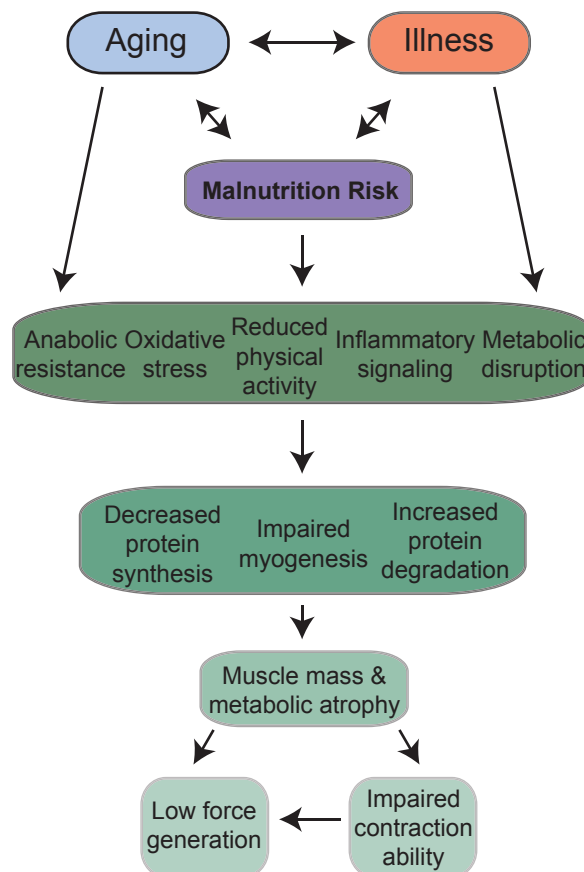 Aging
Illness
Malnutrition Risk
Anabolic
resistance
Oxidative
stress
Reduced
physical
activity
Inflammatory
signaling
Metabolic
disruption
Decreased
protein
synthesis
Impaired
myogenesis
Increased
protein
degradation
Muscle mass &
metabolic atrophy
Low force
generation
Impaired
contraction
ability